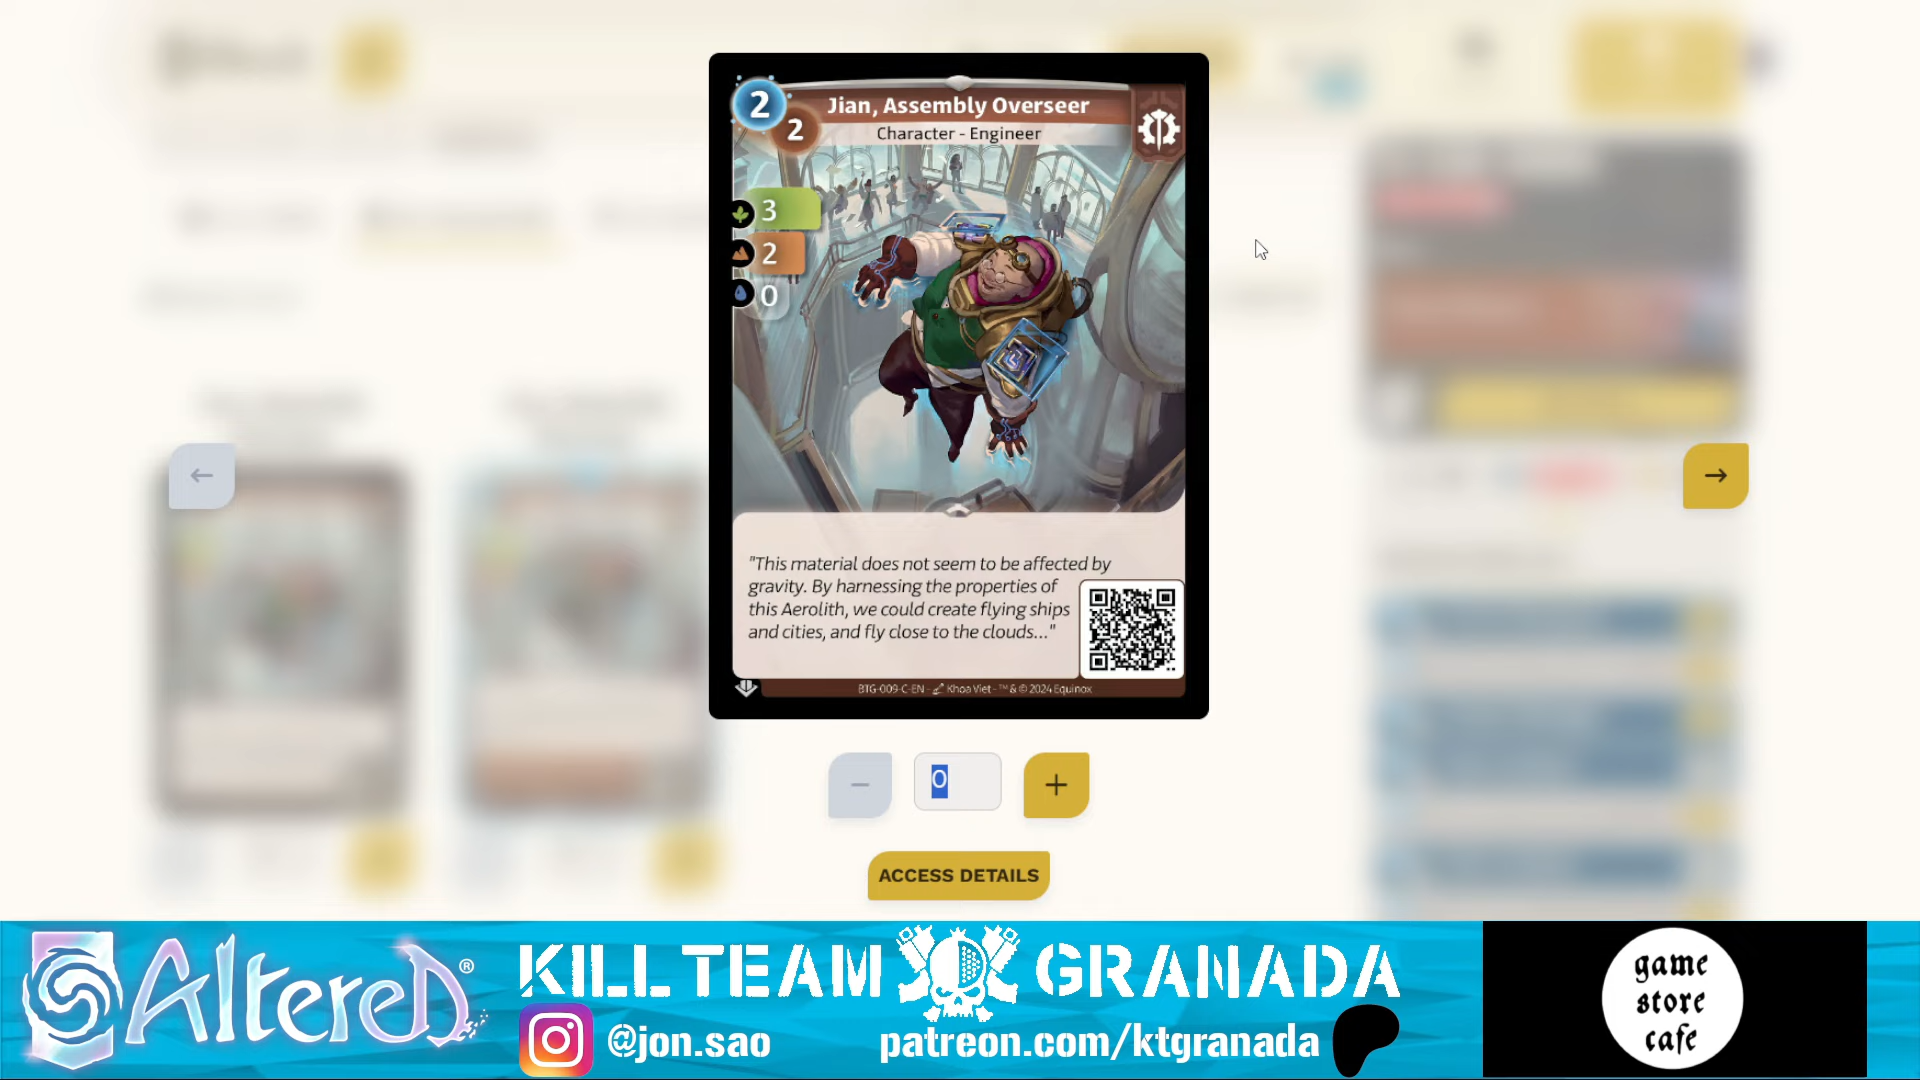 2
2
Jian, Assembly Overseer
Character - Engineer
3
2
0
"This material does not seem to be affected by
gravity. By harnessing the properties of
this Aerolith, we could create flying ships
and cities, and fly close to the clouds..."
BTG-009-C-EN - Khoa Viet - ™ & © 2024 Equinox
0
ACCESS DETAILS
Altered®
KILL TEAM GRANADA
@jon.sao
patreon.com/ktgranada
game
store
cafe